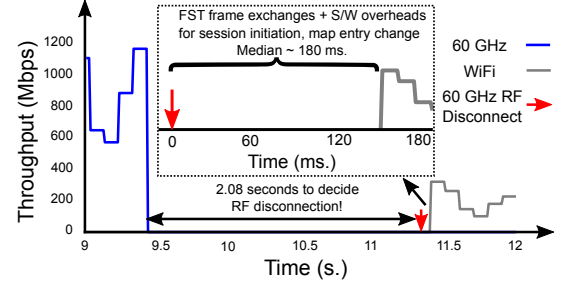 FST frame exchanges + S/W overheads
for session initiation, map entry change
Median ~ 180 ms.
60 GHz
WiFi
60 GHz RF
Disconnect
Throughput (Mbps)
1200
1000
800
600
400
200
0
0 60 120 180
Time (ms.)
2.08 seconds to decide
RF disconnection!
9 9.5 10 10.5 11 11.5 12
Time (s.)